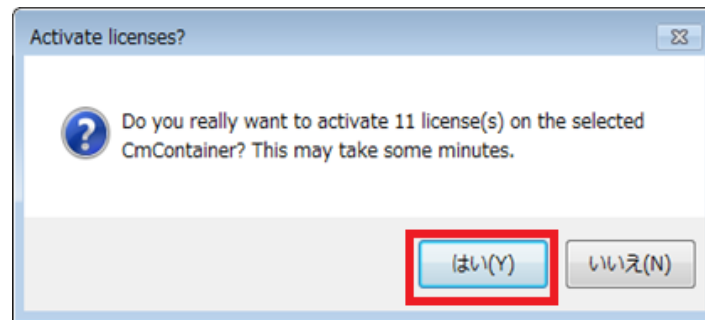 Activate licenses?
Do you really want to activate 11 license(s) on the selected
CmContainer? This may take some minutes.
はい(Y) いいえ(N)